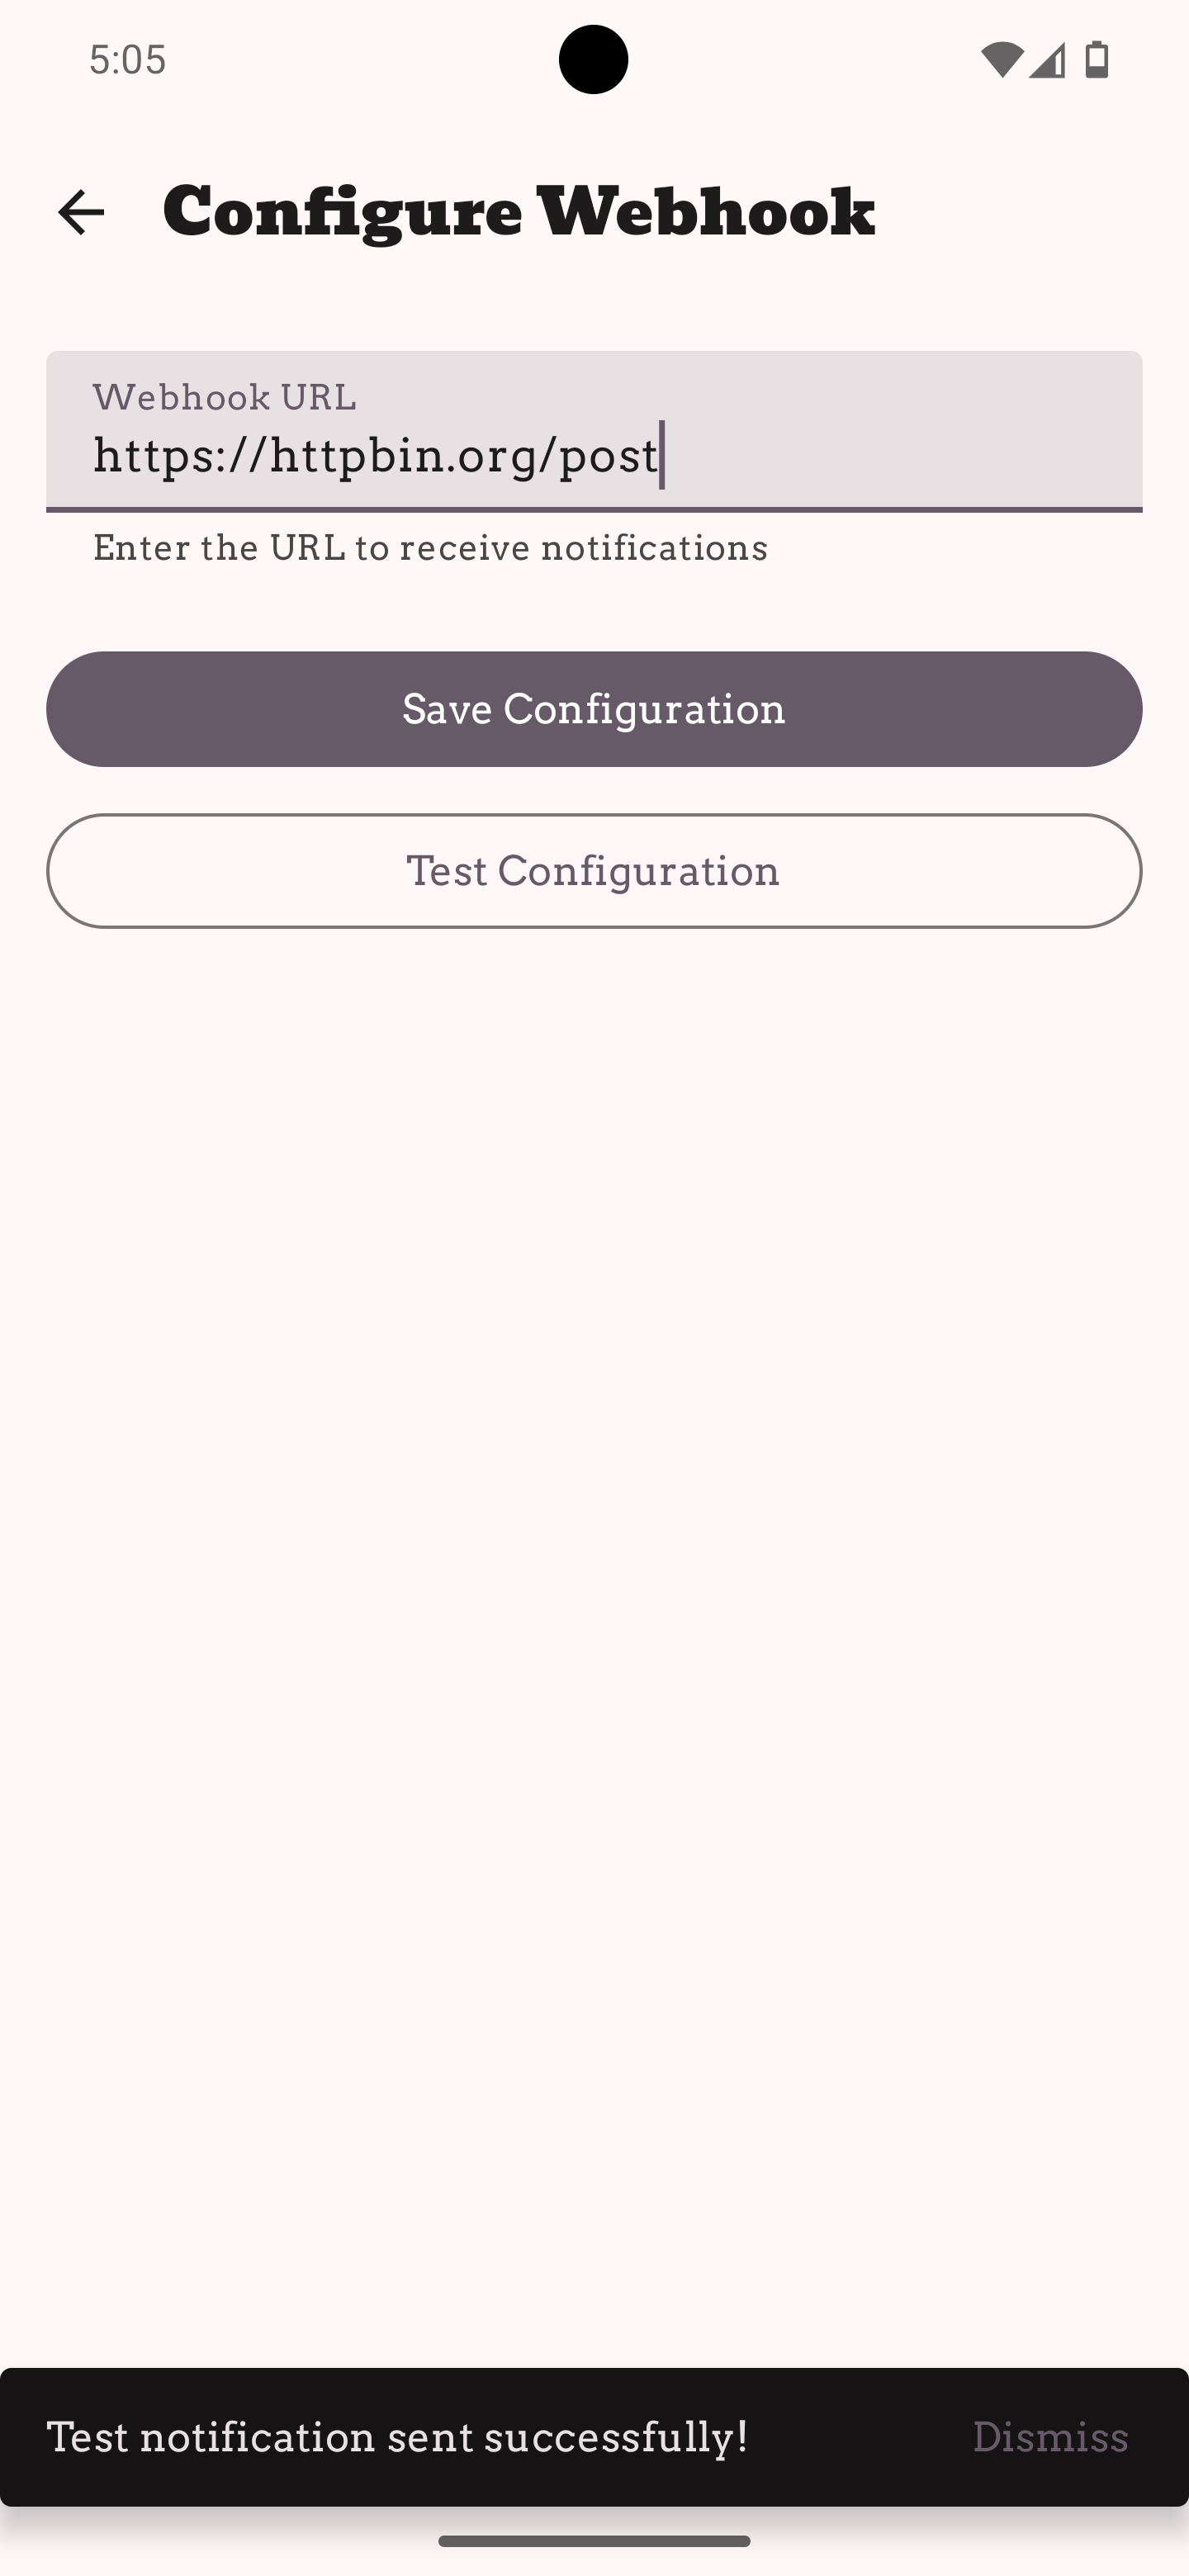 5:05
Configure Webhook
Webhook URL
https://httpbin.org/post
Enter the URL to receive notifications
Save Configuration
Test Configuration
Test notification sent successfully!
Dismiss